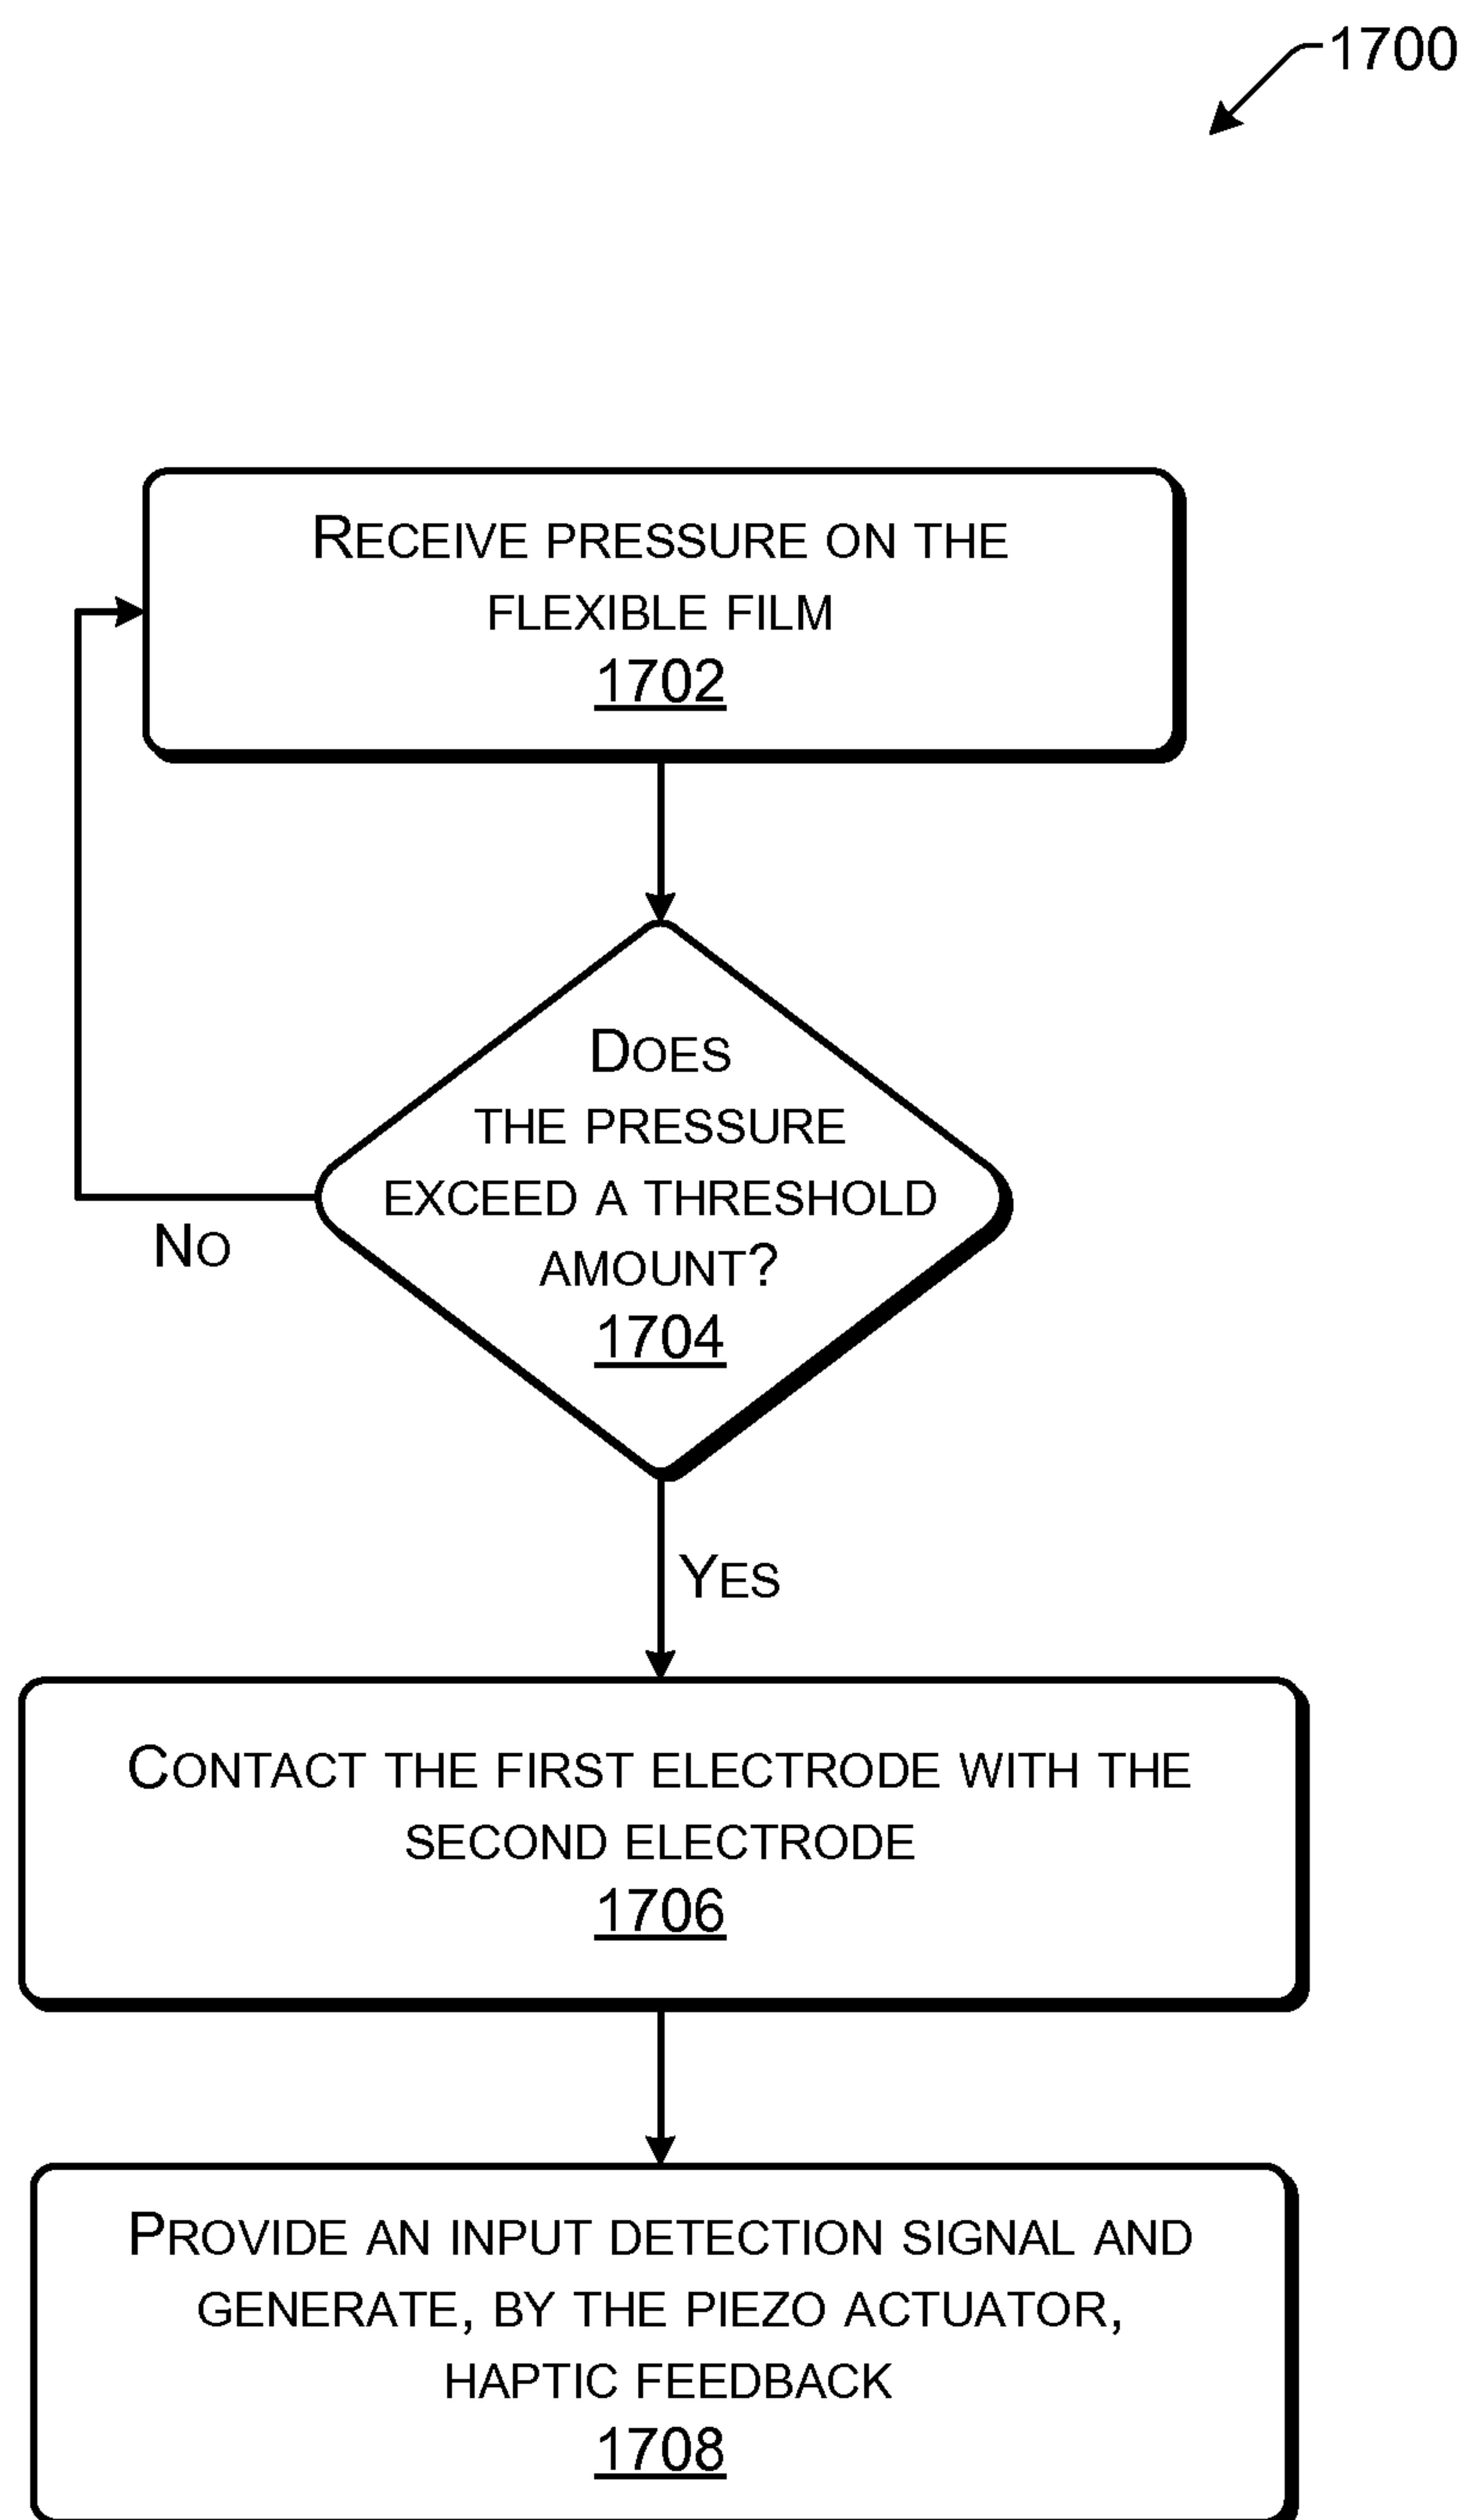 1700
RECEIVE PRESSURE ON THE
FLEXIBLE FILM
1702
DOES
THE PRESSURE
EXCEED A THRESHOLD
AMOUNT?
1704
NO
YES
CONTACT THE FIRST ELECTRODE WITH THE
SECOND ELECTRODE
1706
PROVIDE AN INPUT DETECTION SIGNAL AND
GENERATE, BY THE PIEZO ACTUATOR,
HAPTIC FEEDBACK
1708